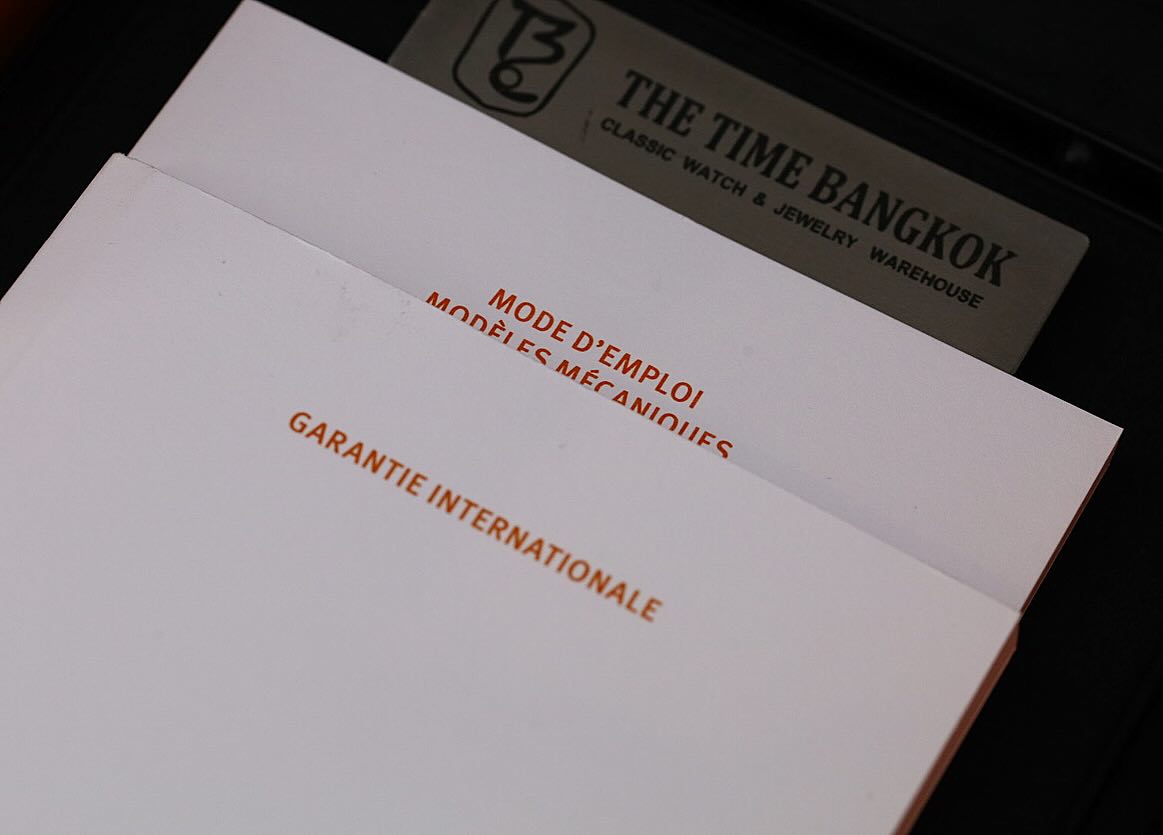 THE TIME BANGKOK
CLASSIC WATCH & JEWELRY WAREHOUSE
MODE D’EMPLOI
MODÈLES MÉCANIQUES
GARANTIE INTERNATIONALE